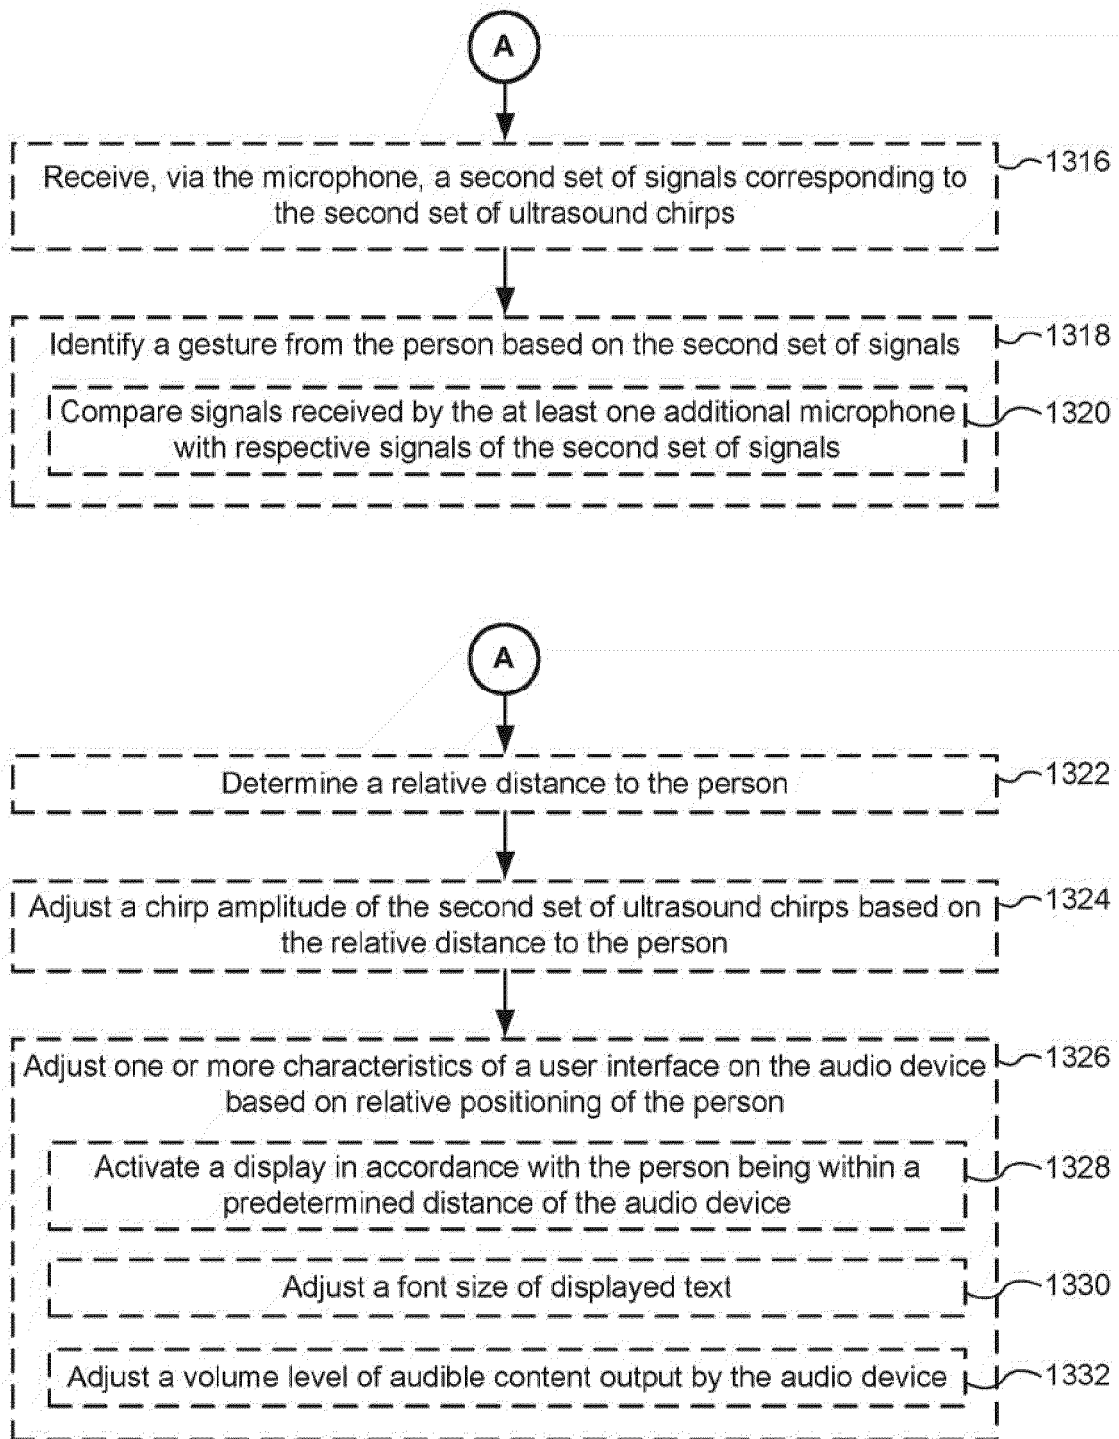 A
Receive, via the microphone, a second set of signals corresponding to
the second set of ultrasound chirps
1316
Identify a gesture from the person based on the second set of signals
1318
Compare signals received by the at least one additional microphone
with respective signals of the second set of signals
1320
A
Determine a relative distance to the person
1322
Adjust a chirp amplitude of the second set of ultrasound chirps based on
the relative distance to the person
1324
Adjust one or more characteristics of a user interface on the audio device
based on relative positioning of the person
1326
Activate a display in accordance with the person being within a
predetermined distance of the audio device
1328
Adjust a font size of displayed text
1330
Adjust a volume level of audible content output by the audio device
1332